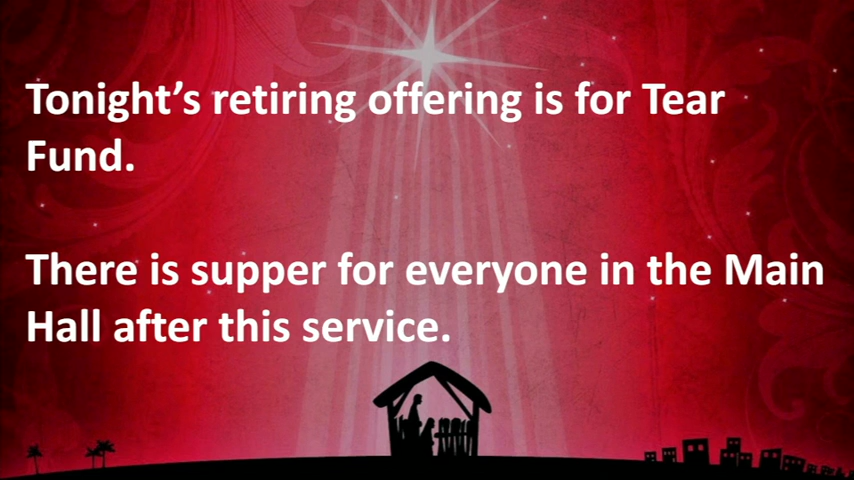 Tonight’s retiring offering is for Tear
Fund.
There is supper for everyone in the Main
Hall after this service.